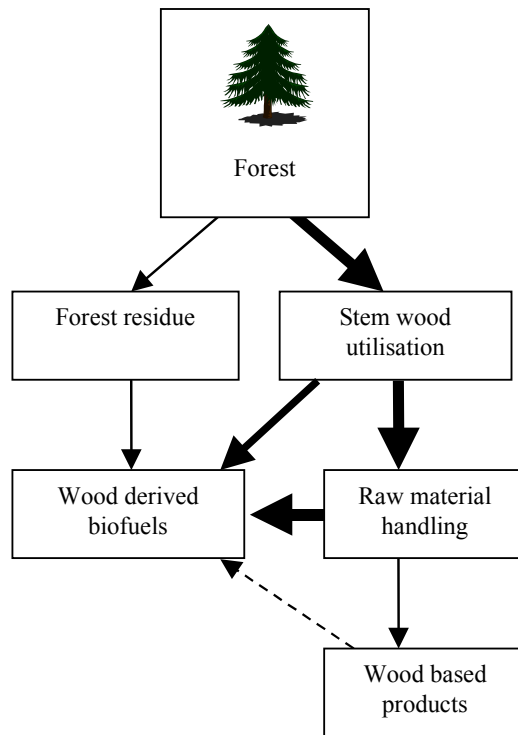 Forest
Forest residue
Stem wood
utilisation
Wood derived
biofuels
Raw material
handling
Wood based
products